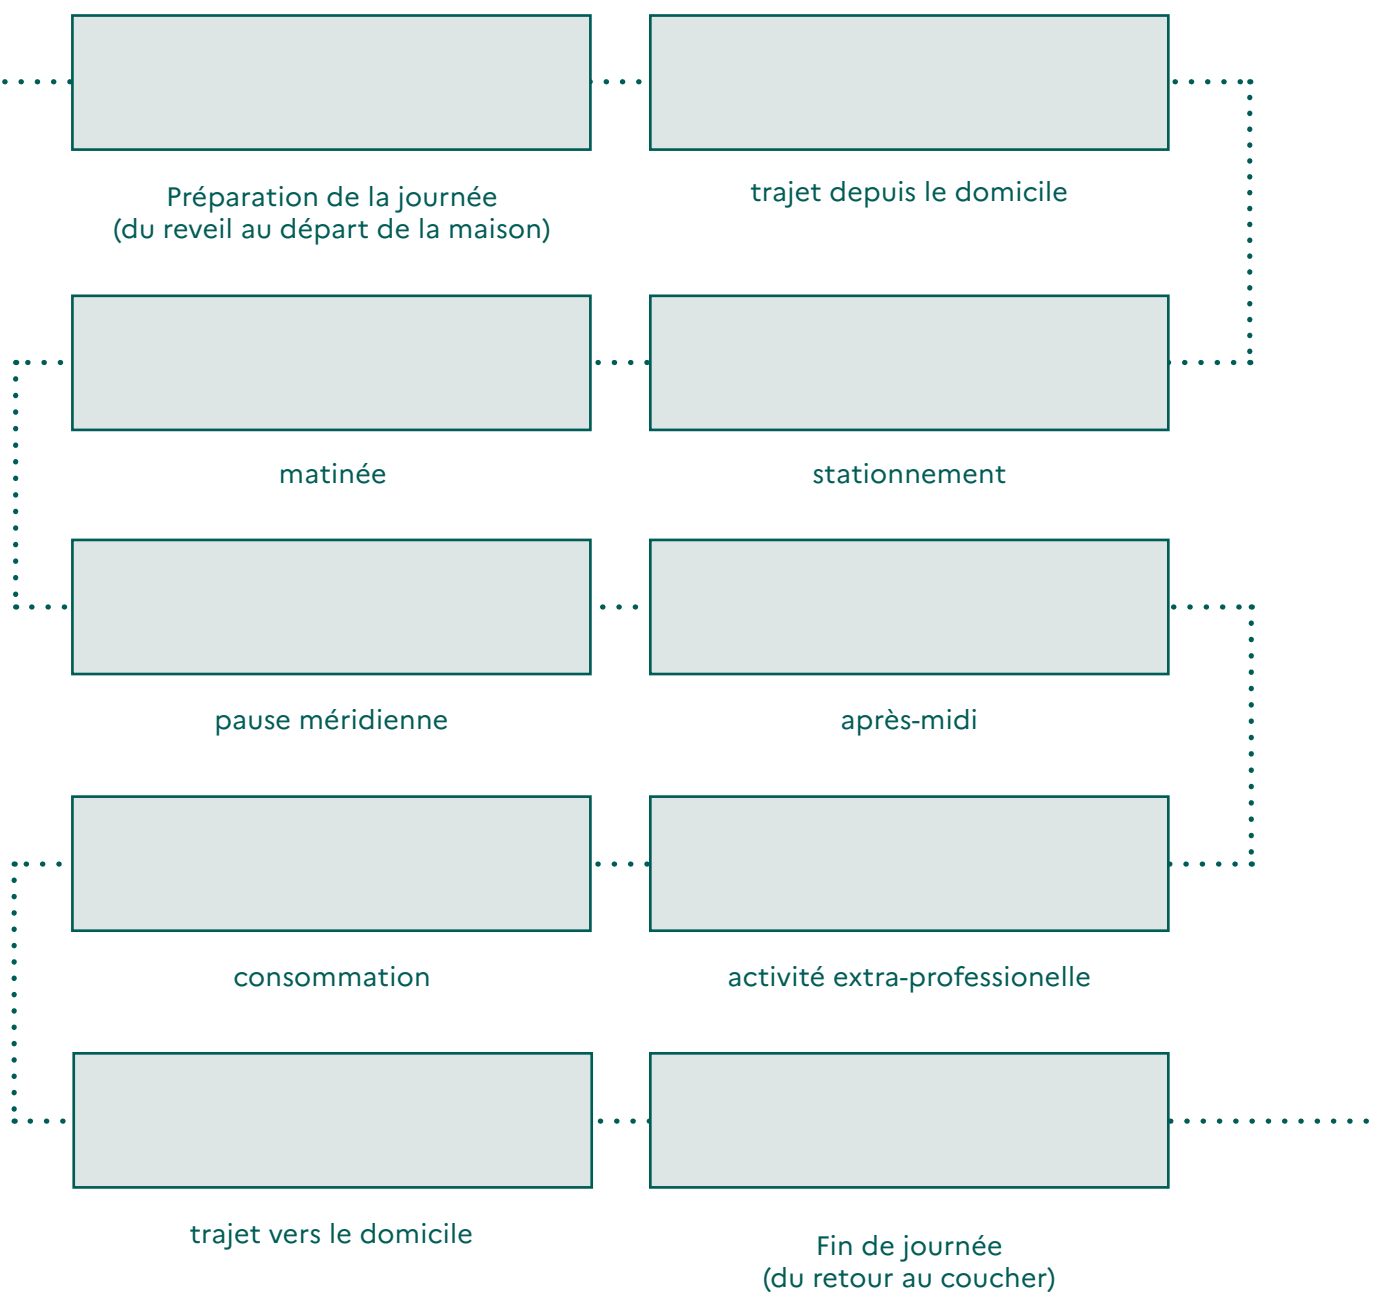 Préparation de la journée
(du reveil au départ de la maison)
trajet depuis le domicile
matinée
stationnement
pause méridienne
après-midi
consommation
activité extra-professionelle
trajet vers le domicile
Fin de journée
(du retour au coucher)